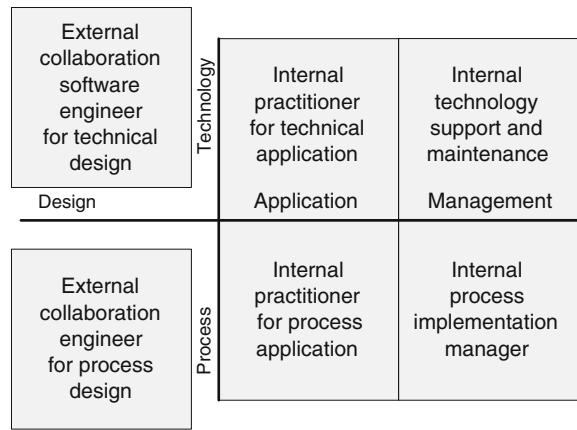 External
collaboration
software
engineer
for technical
design
Technology
Internal
practitioner
for technical
application
Internal
technology
support and
maintenance
Design
Application
Management
External
collaboration
engineer
for process
design
Process
Internal
practitioner
for process
application
Internal
process
implementation
manager